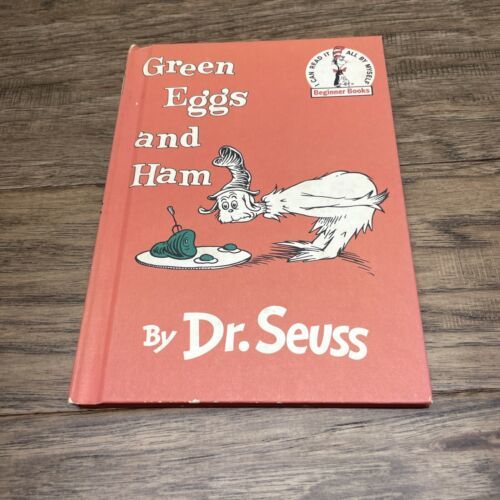 Green
Eggs
and
Ham
I CAN READ IT ALL BY MYSELF
Beginner Books
By Dr. Seuss